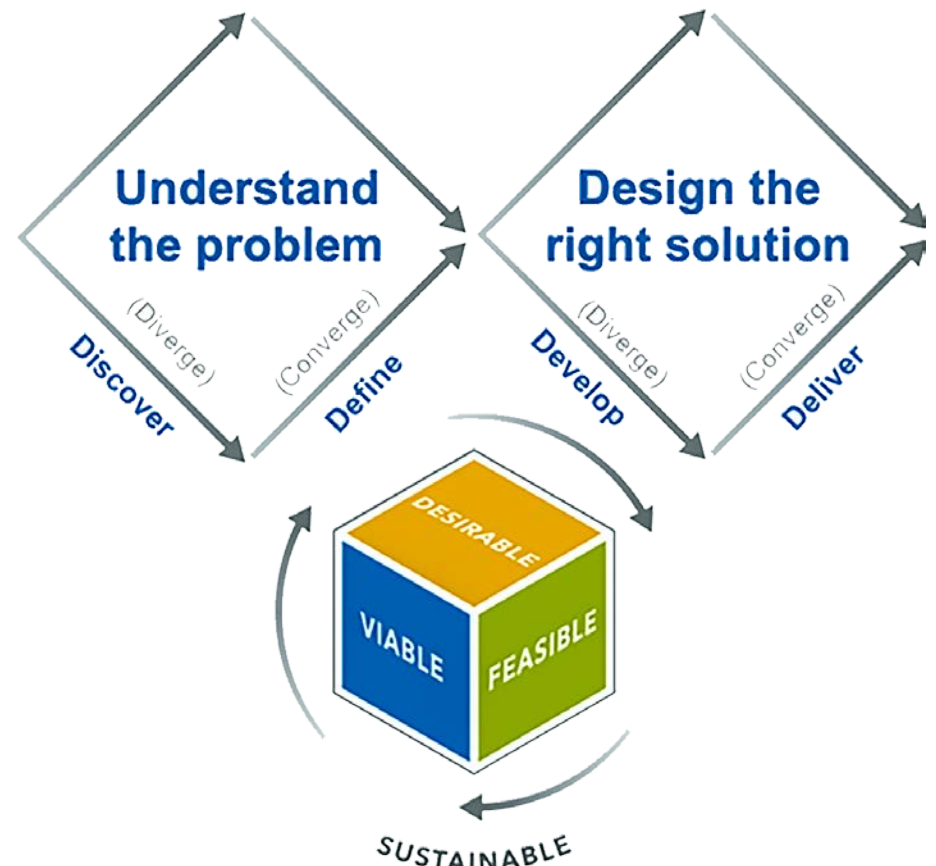 Understand
the problem
Design the
right solution
(Diverge)
Discover
(Converge)
Define
(Diverge)
Develop
(Converge)
Deliver
DESIRABLE
VIABLE
FEASIBLE
SUSTAINABLE